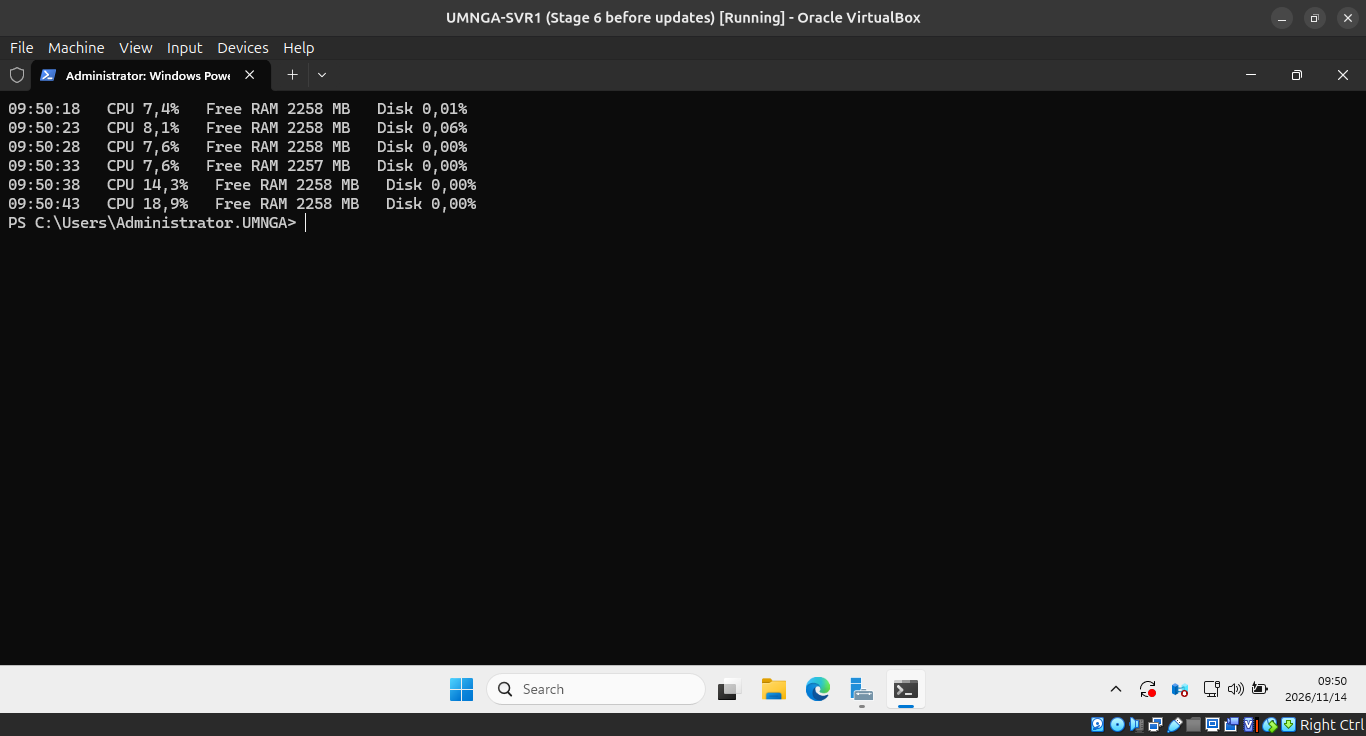 UMNGA-SVR1 (Stage 6 before updates) [Running] - Oracle VirtualBox
File Machine View Input Devices Help
Administrator: Windows Powe
09:50:18   CPU 7,4%   Free RAM 2258 MB   Disk 0,01%
09:50:23   CPU 8,1%   Free RAM 2258 MB   Disk 0,06%
09:50:28   CPU 7,6%   Free RAM 2258 MB   Disk 0,00%
09:50:33   CPU 7,6%   Free RAM 2257 MB   Disk 0,00%
09:50:38   CPU 14,3%   Free RAM 2258 MB   Disk 0,00%
09:50:43   CPU 18,9%   Free RAM 2258 MB   Disk 0,00%
PS C:\Users\Administrator.UMNGA>
Search
09:50
2026/11/14
Right Ctrl